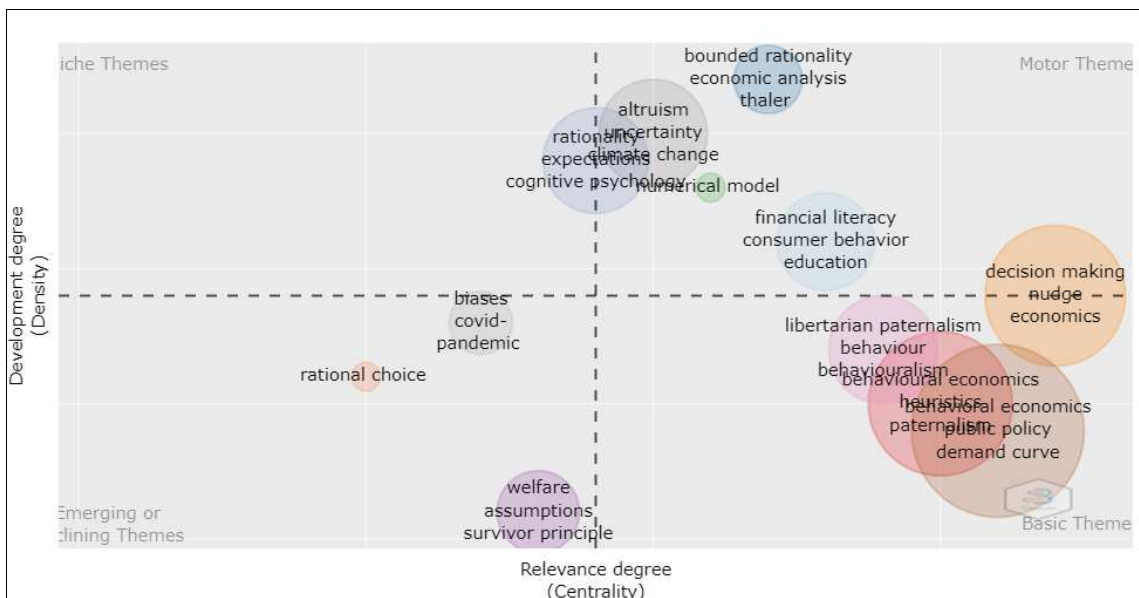 iche Themes
Motor Theme
bounded rationality
economic analysis
thaler
altruism
uncertainty
climate change
rationality
expectations
cognitive psychology
numerical model
financial literacy
consumer behavior
education
decision making
nudge
economics
biases
covid-
pandemic
libertarian paternalism
behaviour
behaviouralism
rational choice
behavioural economics
heuristics
paternalism
behavioral economics
public policy
demand curve
welfare
assumptions
survivor principle
Emerging or
clining Themes
Basic Theme
Development degree
(Density)
Relevance degree
(Centrality)